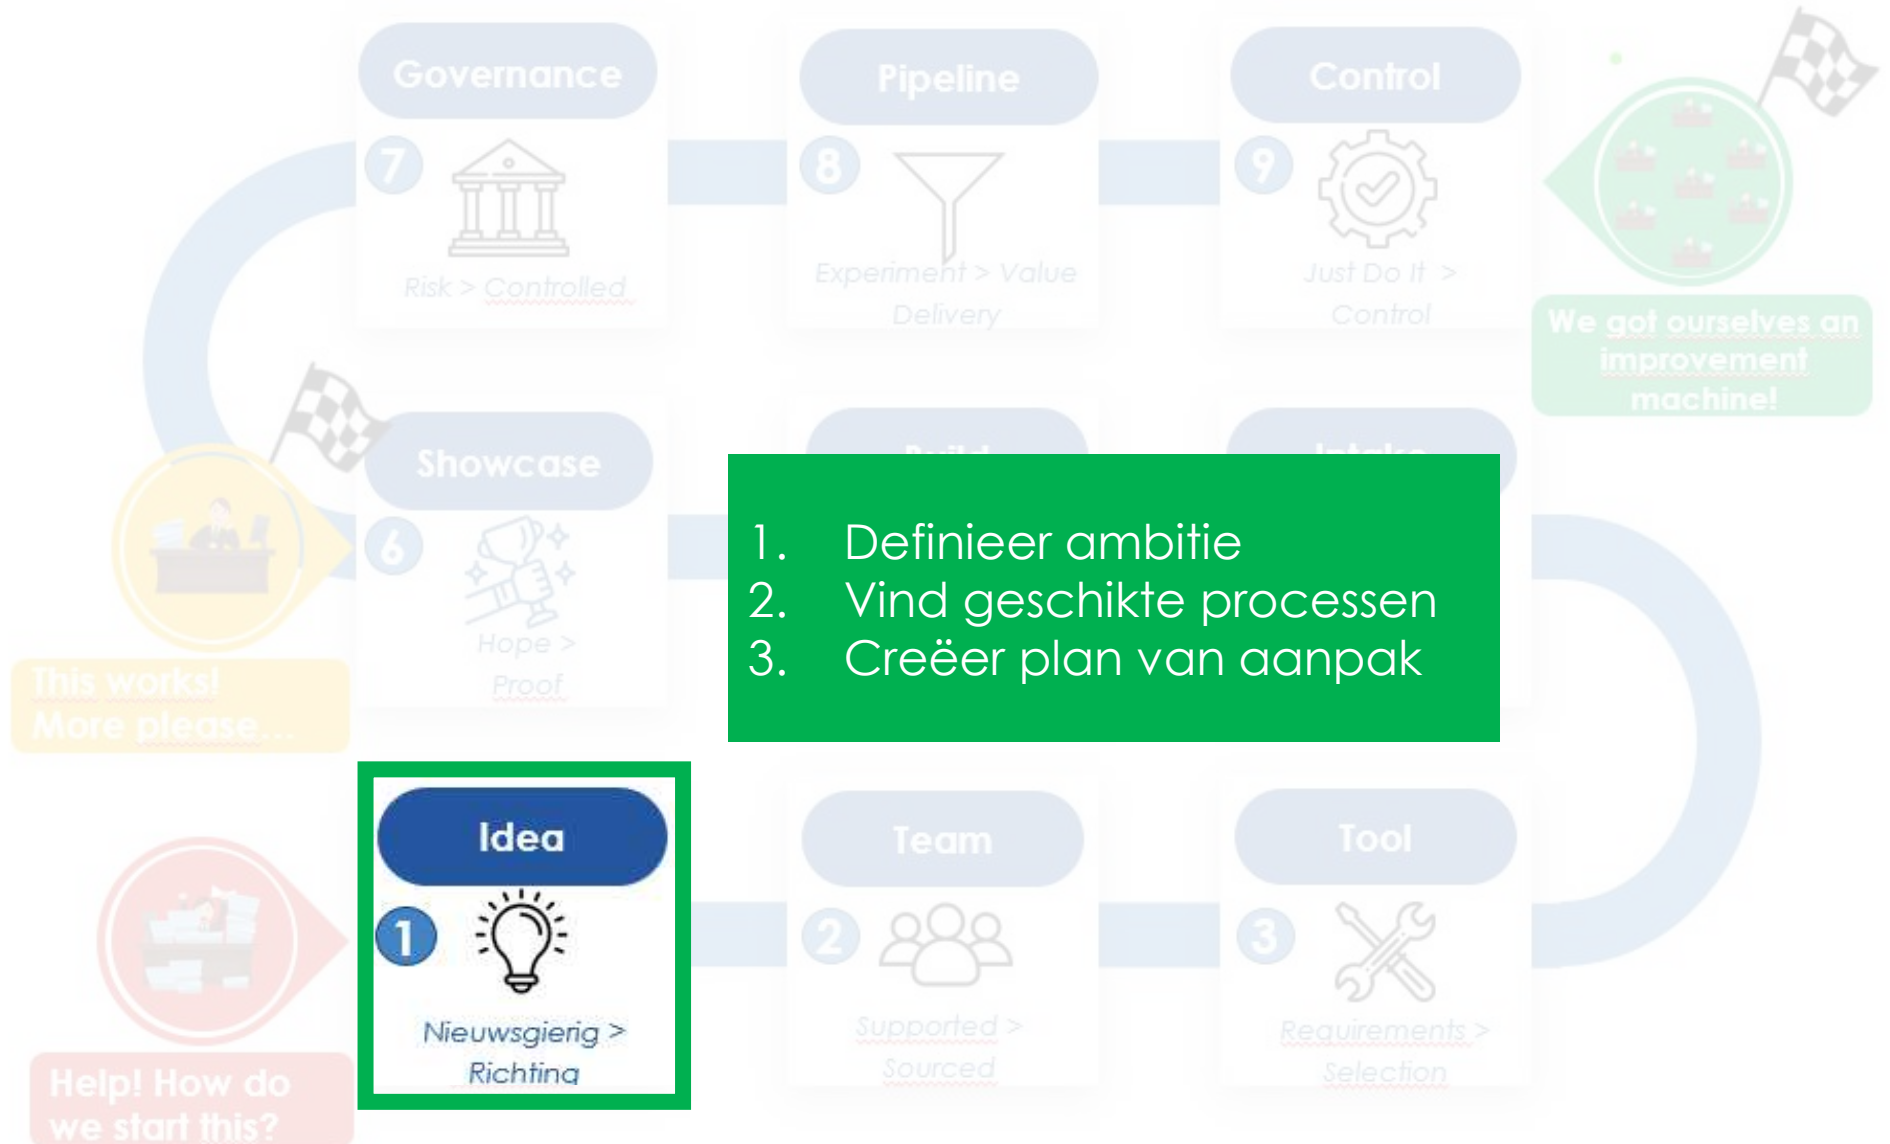 Governance
Pipeline
Control
7
8
9
Risk > Controlled
Experiment > Value
Delivery
Just Do It >
Control
We got ourselves an
improvement
machine!
Showcase
Build
Intake
6
Hope >
Proof
This works!
More please...
1. Definieer ambitie
2. Vind geschikte processen
3. Creëer plan van aanpak
Idea
Team
Tool
1
2
3
Nieuwsgierig >
Richting
Supported >
Sourced
Requirements >
Selection
Help! How do
we start this?